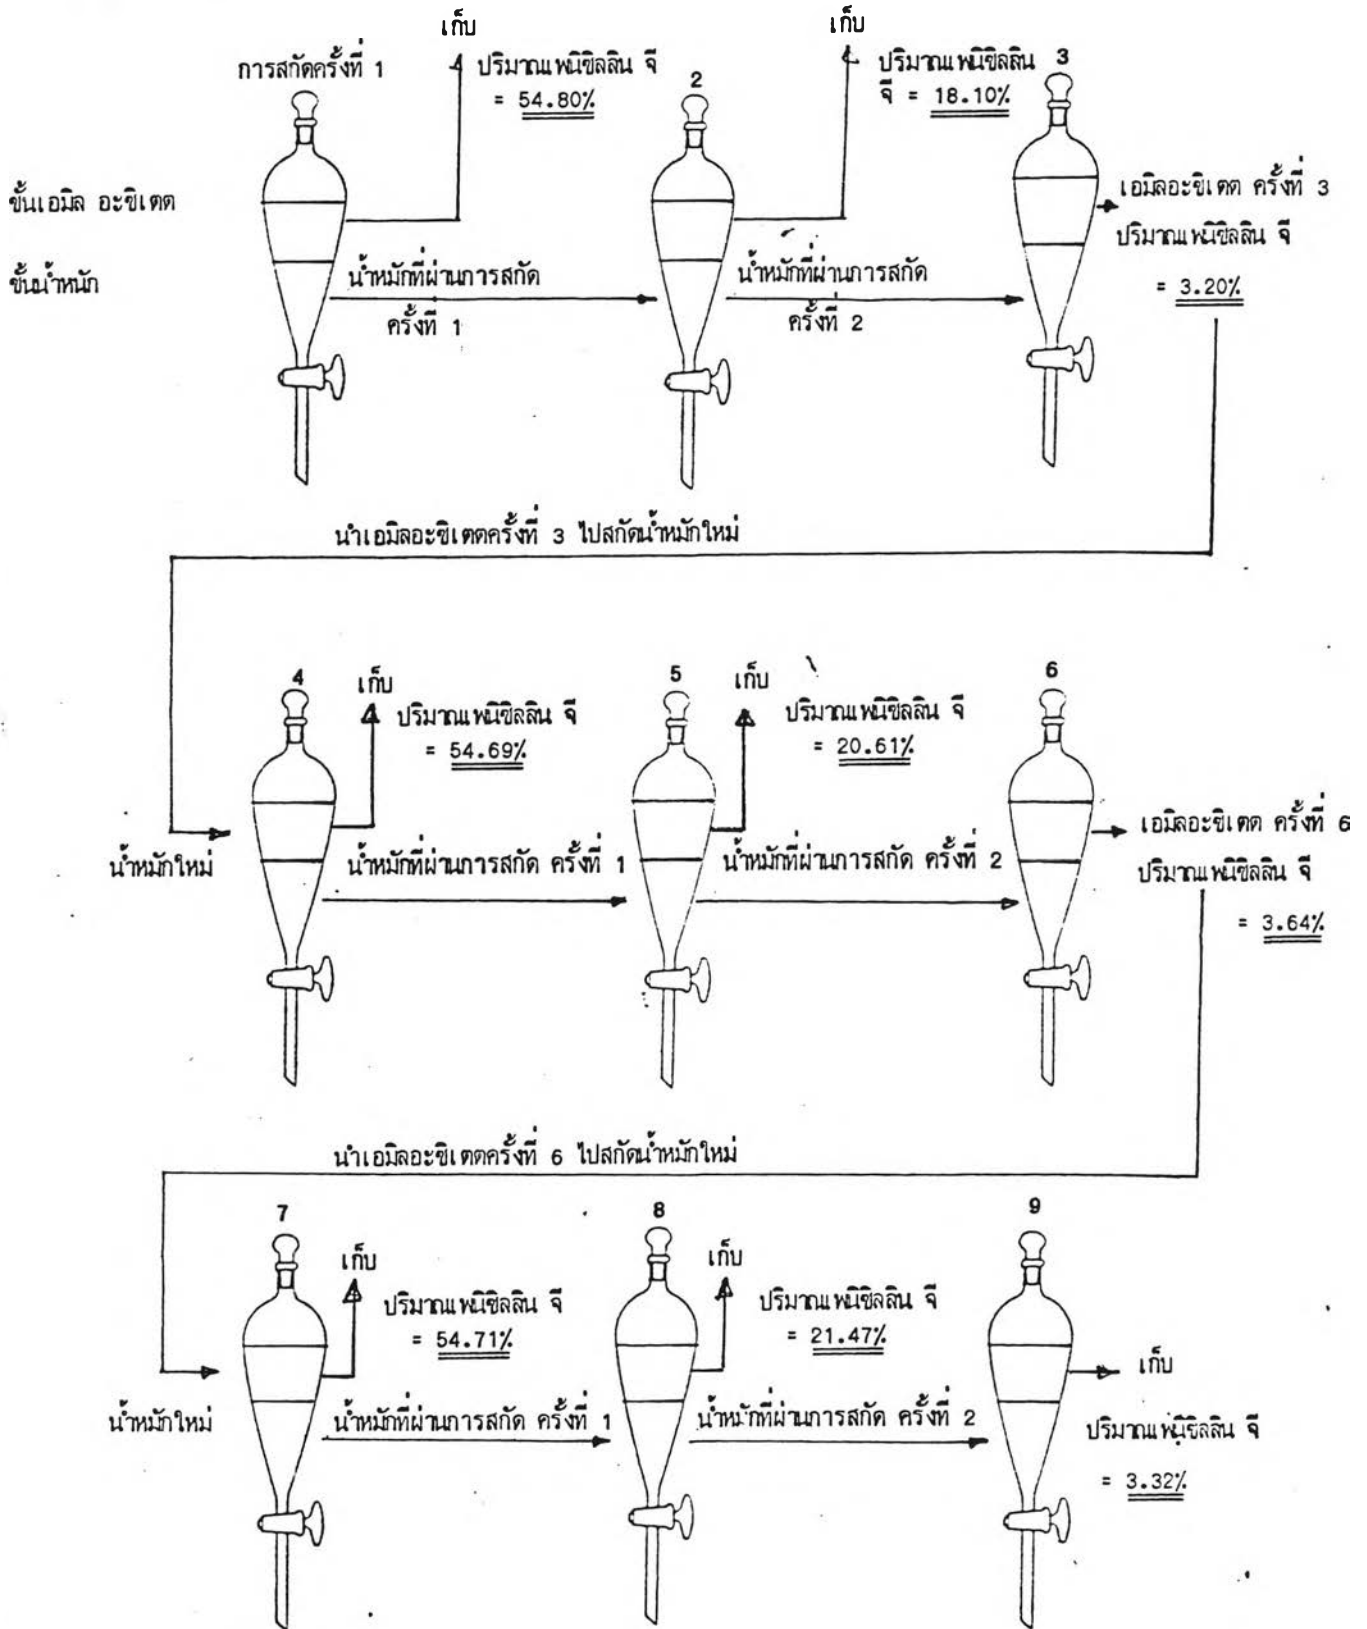 เก็บ
เก็บ
การสกัดครั้งที่ 1
ปริมาณเพนิซิลลิน จี
= 54.80%
2
ปริมาณเพนิซิลลิน
จี = 18.10%
3
ชั้นเอมิล อะซิเตต
ชั้นน้ำหมัก
น้ำหมักที่ผ่านการสกัด
ครั้งที่ 1
น้ำหมักที่ผ่านการสกัด
ครั้งที่ 2
เอมิลอะซิเตต ครั้งที่ 3
ปริมาณเพนิซิลลิน จี
= 3.20%
นำเอมิลอะซิเตตครั้งที่ 3 ไปสกัดน้ำหมักใหม่
4
เก็บ
ปริมาณเพนิซิลลิน จี
= 54.69%
5
เก็บ
ปริมาณเพนิซิลลิน จี
= 20.61%
6
น้ำหมักใหม่
น้ำหมักที่ผ่านการสกัด ครั้งที่ 1
น้ำหมักที่ผ่านการสกัด ครั้งที่ 2
เอมิลอะซิเตต ครั้งที่ 6
ปริมาณเพนิซิลลิน จี
= 3.64%
นำเอมิลอะซิเตตครั้งที่ 6 ไปสกัดน้ำหมักใหม่
7
เก็บ
ปริมาณเพนิซิลลิน จี
= 54.71%
8
เก็บ
ปริมาณเพนิซิลลิน จี
= 21.47%
9
น้ำหมักใหม่
น้ำหมักที่ผ่านการสกัด ครั้งที่ 1
น้ำหมักที่ผ่านการสกัด ครั้งที่ 2
เก็บ
ปริมาณเพนิซิลลิน จี
= 3.32%